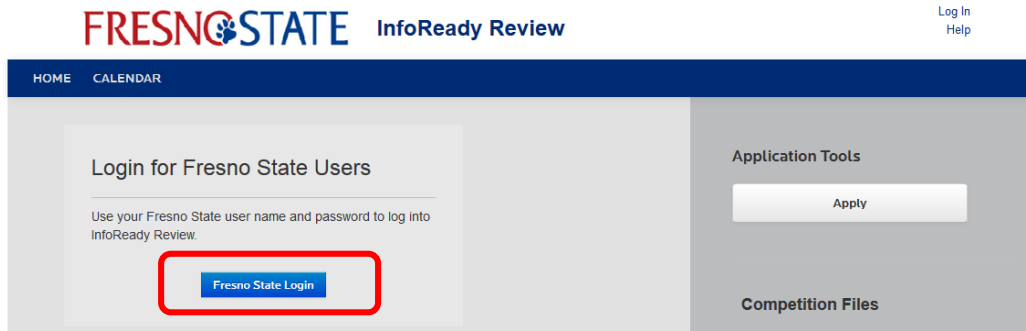 FRESNO STATE InfoReady Review
Log In
Help
HOME CALENDAR
Login for Fresno State Users
Use your Fresno State user name and password to log into
InfoReady Review.
Fresno State Login
Application Tools
Apply
Competition Files